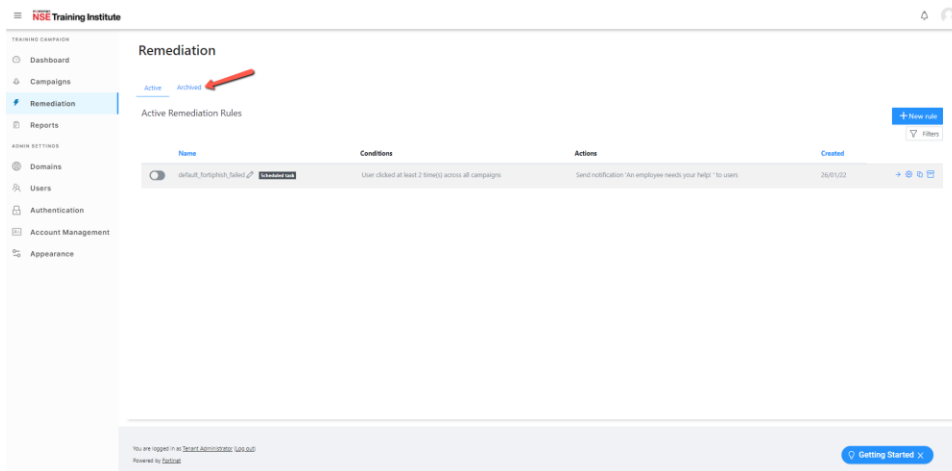 FORTINET
NSE Training Institute
TRAINING CAMPAIGN
Dashboard
Campaigns
Remediation
Reports
ADMIN SETTINGS
Domains
Users
Authentication
Account Management
Appearance
Remediation
Active Archived
Active Remediation Rules
+ New rule
Filters
Name Conditions Actions Created
default_fortiphish_failed Scheduled task User clicked at least 2 time(s) across all campaigns Send notification 'An employee needs your help! ' to users 26/01/22
You are logged in as Tenant Administrator (Log out)
Powered by Fortinet
Getting Started X